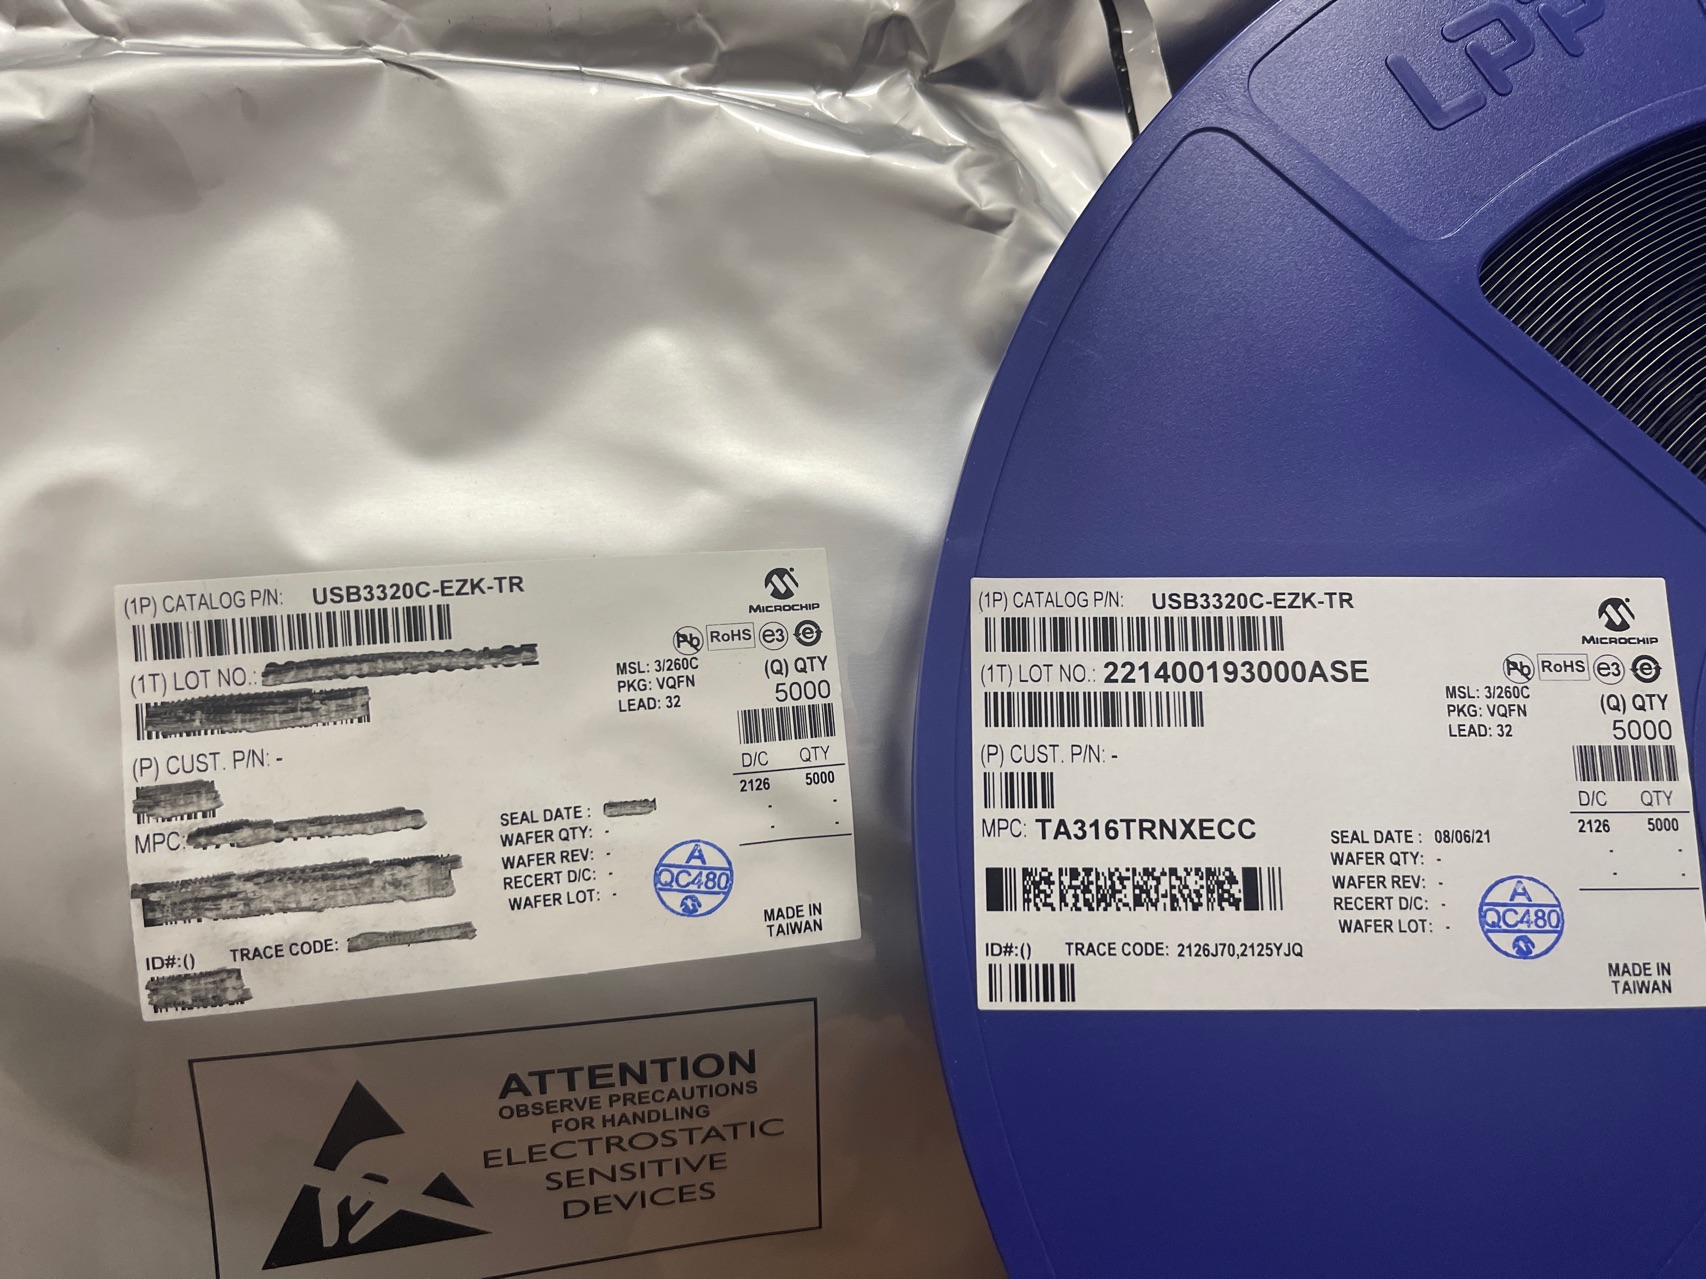 LPP
(1P) CATALOG P/N: USB3320C-EZK-TR
MICROCHIP
(1T) LOT NO.:
Pb RoHS e3 e
MSL: 3/260C
PKG: VQFN
LEAD: 32
(Q) QTY
5000
(P) CUST. P/N: -
D/C QTY
2126 5000
- -
- -
MPC:
SEAL DATE :
WAFER QTY: -
WAFER REV: -
RECERT D/C: -
WAFER LOT: -
A
QC480
MADE IN
TAIWAN
ID#:() TRACE CODE:
ATTENTION
OBSERVE PRECAUTIONS
FOR HANDLING
ELECTROSTATIC
SENSITIVE
DEVICES
(1P) CATALOG P/N: USB3320C-EZK-TR
MICROCHIP
(1T) LOT NO.: 221400193000ASE
Pb RoHS e3 e
MSL: 3/260C
PKG: VQFN
LEAD: 32
(Q) QTY
5000
(P) CUST. P/N: -
D/C QTY
2126 5000
- -
- -
MPC: TA316TRNXECC
SEAL DATE : 08/06/21
WAFER QTY: -
WAFER REV: -
RECERT D/C: -
WAFER LOT: -
A
QC480
MADE IN
TAIWAN
ID#:() TRACE CODE: 2126J70,2125YJQ